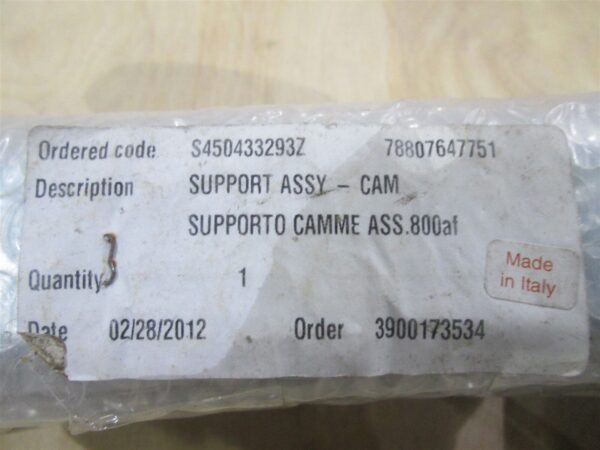 Ordered code S450433293Z 78807647751
Description SUPPORT ASSY - CAM
SUPPORTO CAMME ASS.800af
Quantity 1
Made
in Italy
Date 02/28/2012 Order 3900173534